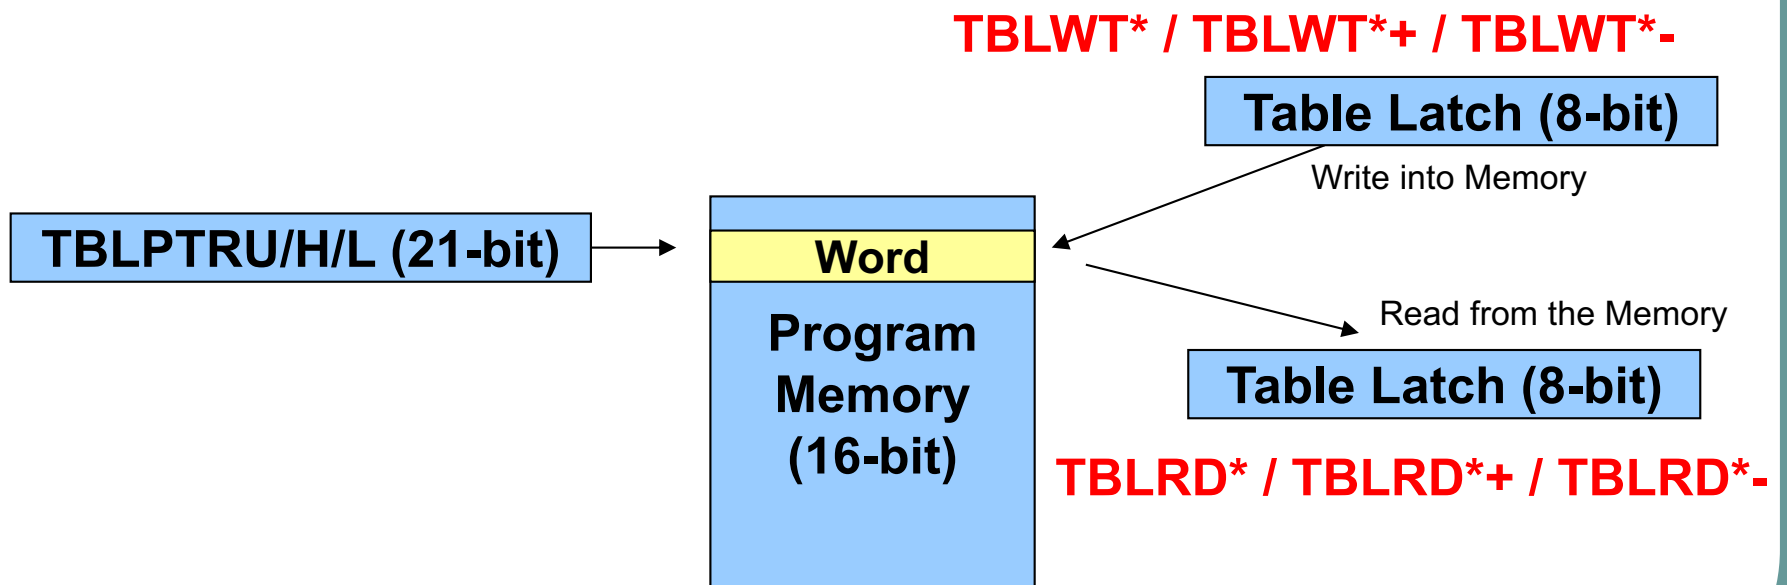 TBLWT* / TBLWT*+ / TBLWT*-
Table Latch (8-bit)
Write into Memory
TBLPTRU/H/L (21-bit)
Word
Program
Memory
(16-bit)
Read from the Memory
Table Latch (8-bit)
TBLRD* / TBLRD*+ / TBLRD*-